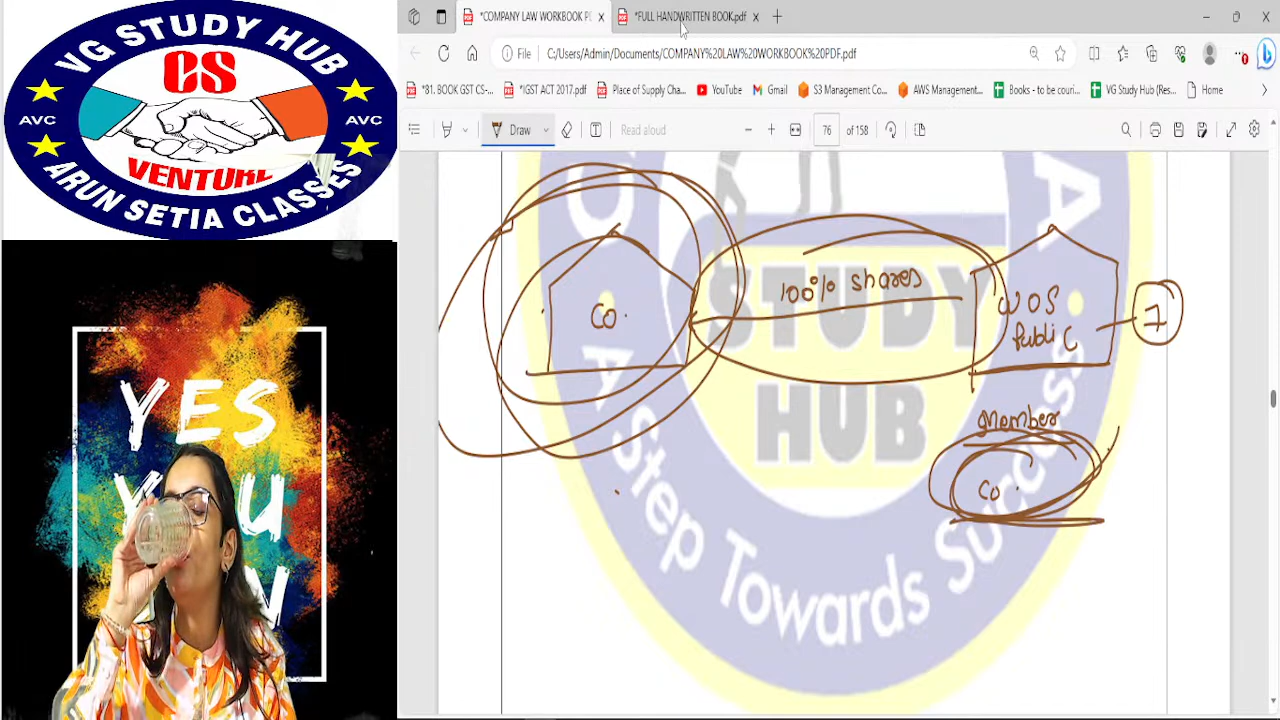 VG STUDY HUB
CS
AVC
AVC
VENTURE
ARUN SETIA CLASSES
YES
YOU
*COMPANY LAW WORKBOOK P
*FULL HANDWRITTEN BOOK.pdf
File
C:/Users/Admin/Documents/COMPANY%20LAW%20WORKBOOK%20PDF.pdf
*81. BOOK GST CS-...
*IGST ACT 2017.pdf
Place of Supply Cha...
YouTube
Gmail
S3 Management Co...
AWS Management...
Books - to be couri...
VG Study Hub (Res...
Home
Draw
Read aloud
76
of 158
STUDY
HUB
A Step Towards Success
Co.
100% shares
WOS
Public
7
Member
Co.